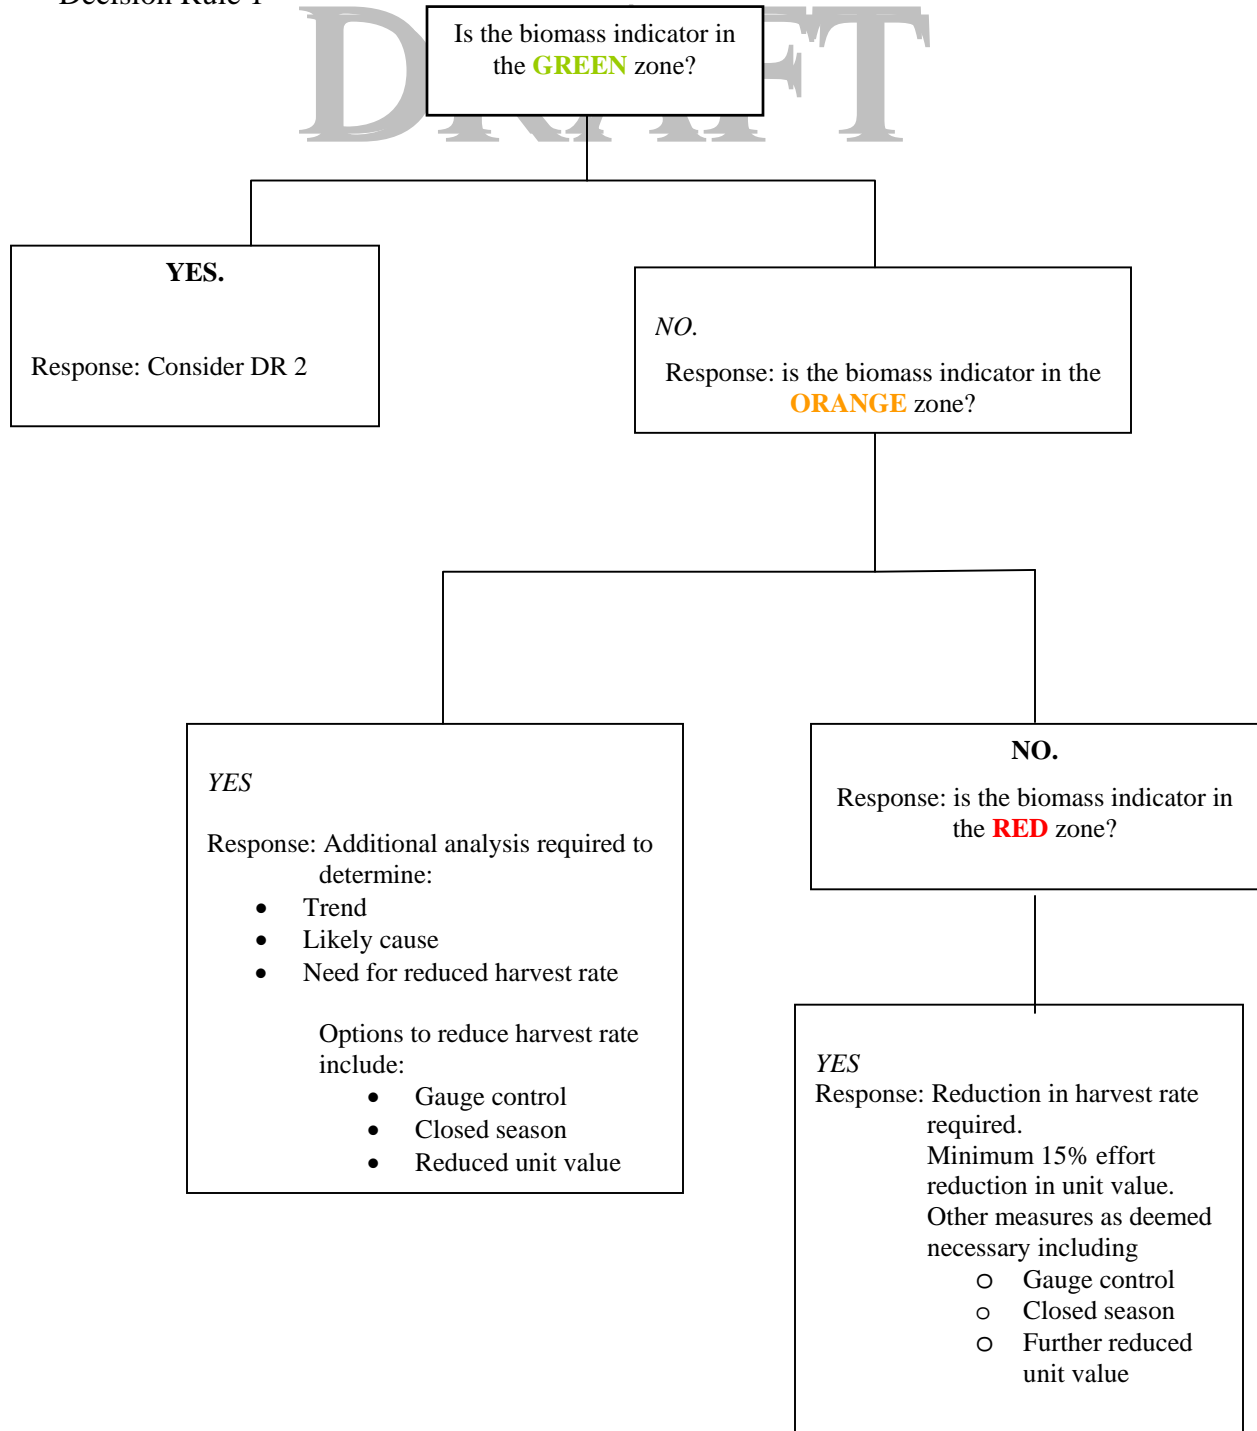 Decision Rule 1
DRAFT
Is the biomass indicator in
the GREEN zone?
YES.
Response: Consider DR 2
NO.
Response: is the biomass indicator in the
ORANGE zone?
YES
Response: Additional analysis required to
determine:
• Trend
• Likely cause
• Need for reduced harvest rate
Options to reduce harvest rate
include:
• Gauge control
• Closed season
• Reduced unit value
NO.
Response: is the biomass indicator in
the RED zone?
YES
Response: Reduction in harvest rate
required.
Minimum 15% effort
reduction in unit value.
Other measures as deemed
necessary including
o Gauge control
o Closed season
o Further reduced
unit value